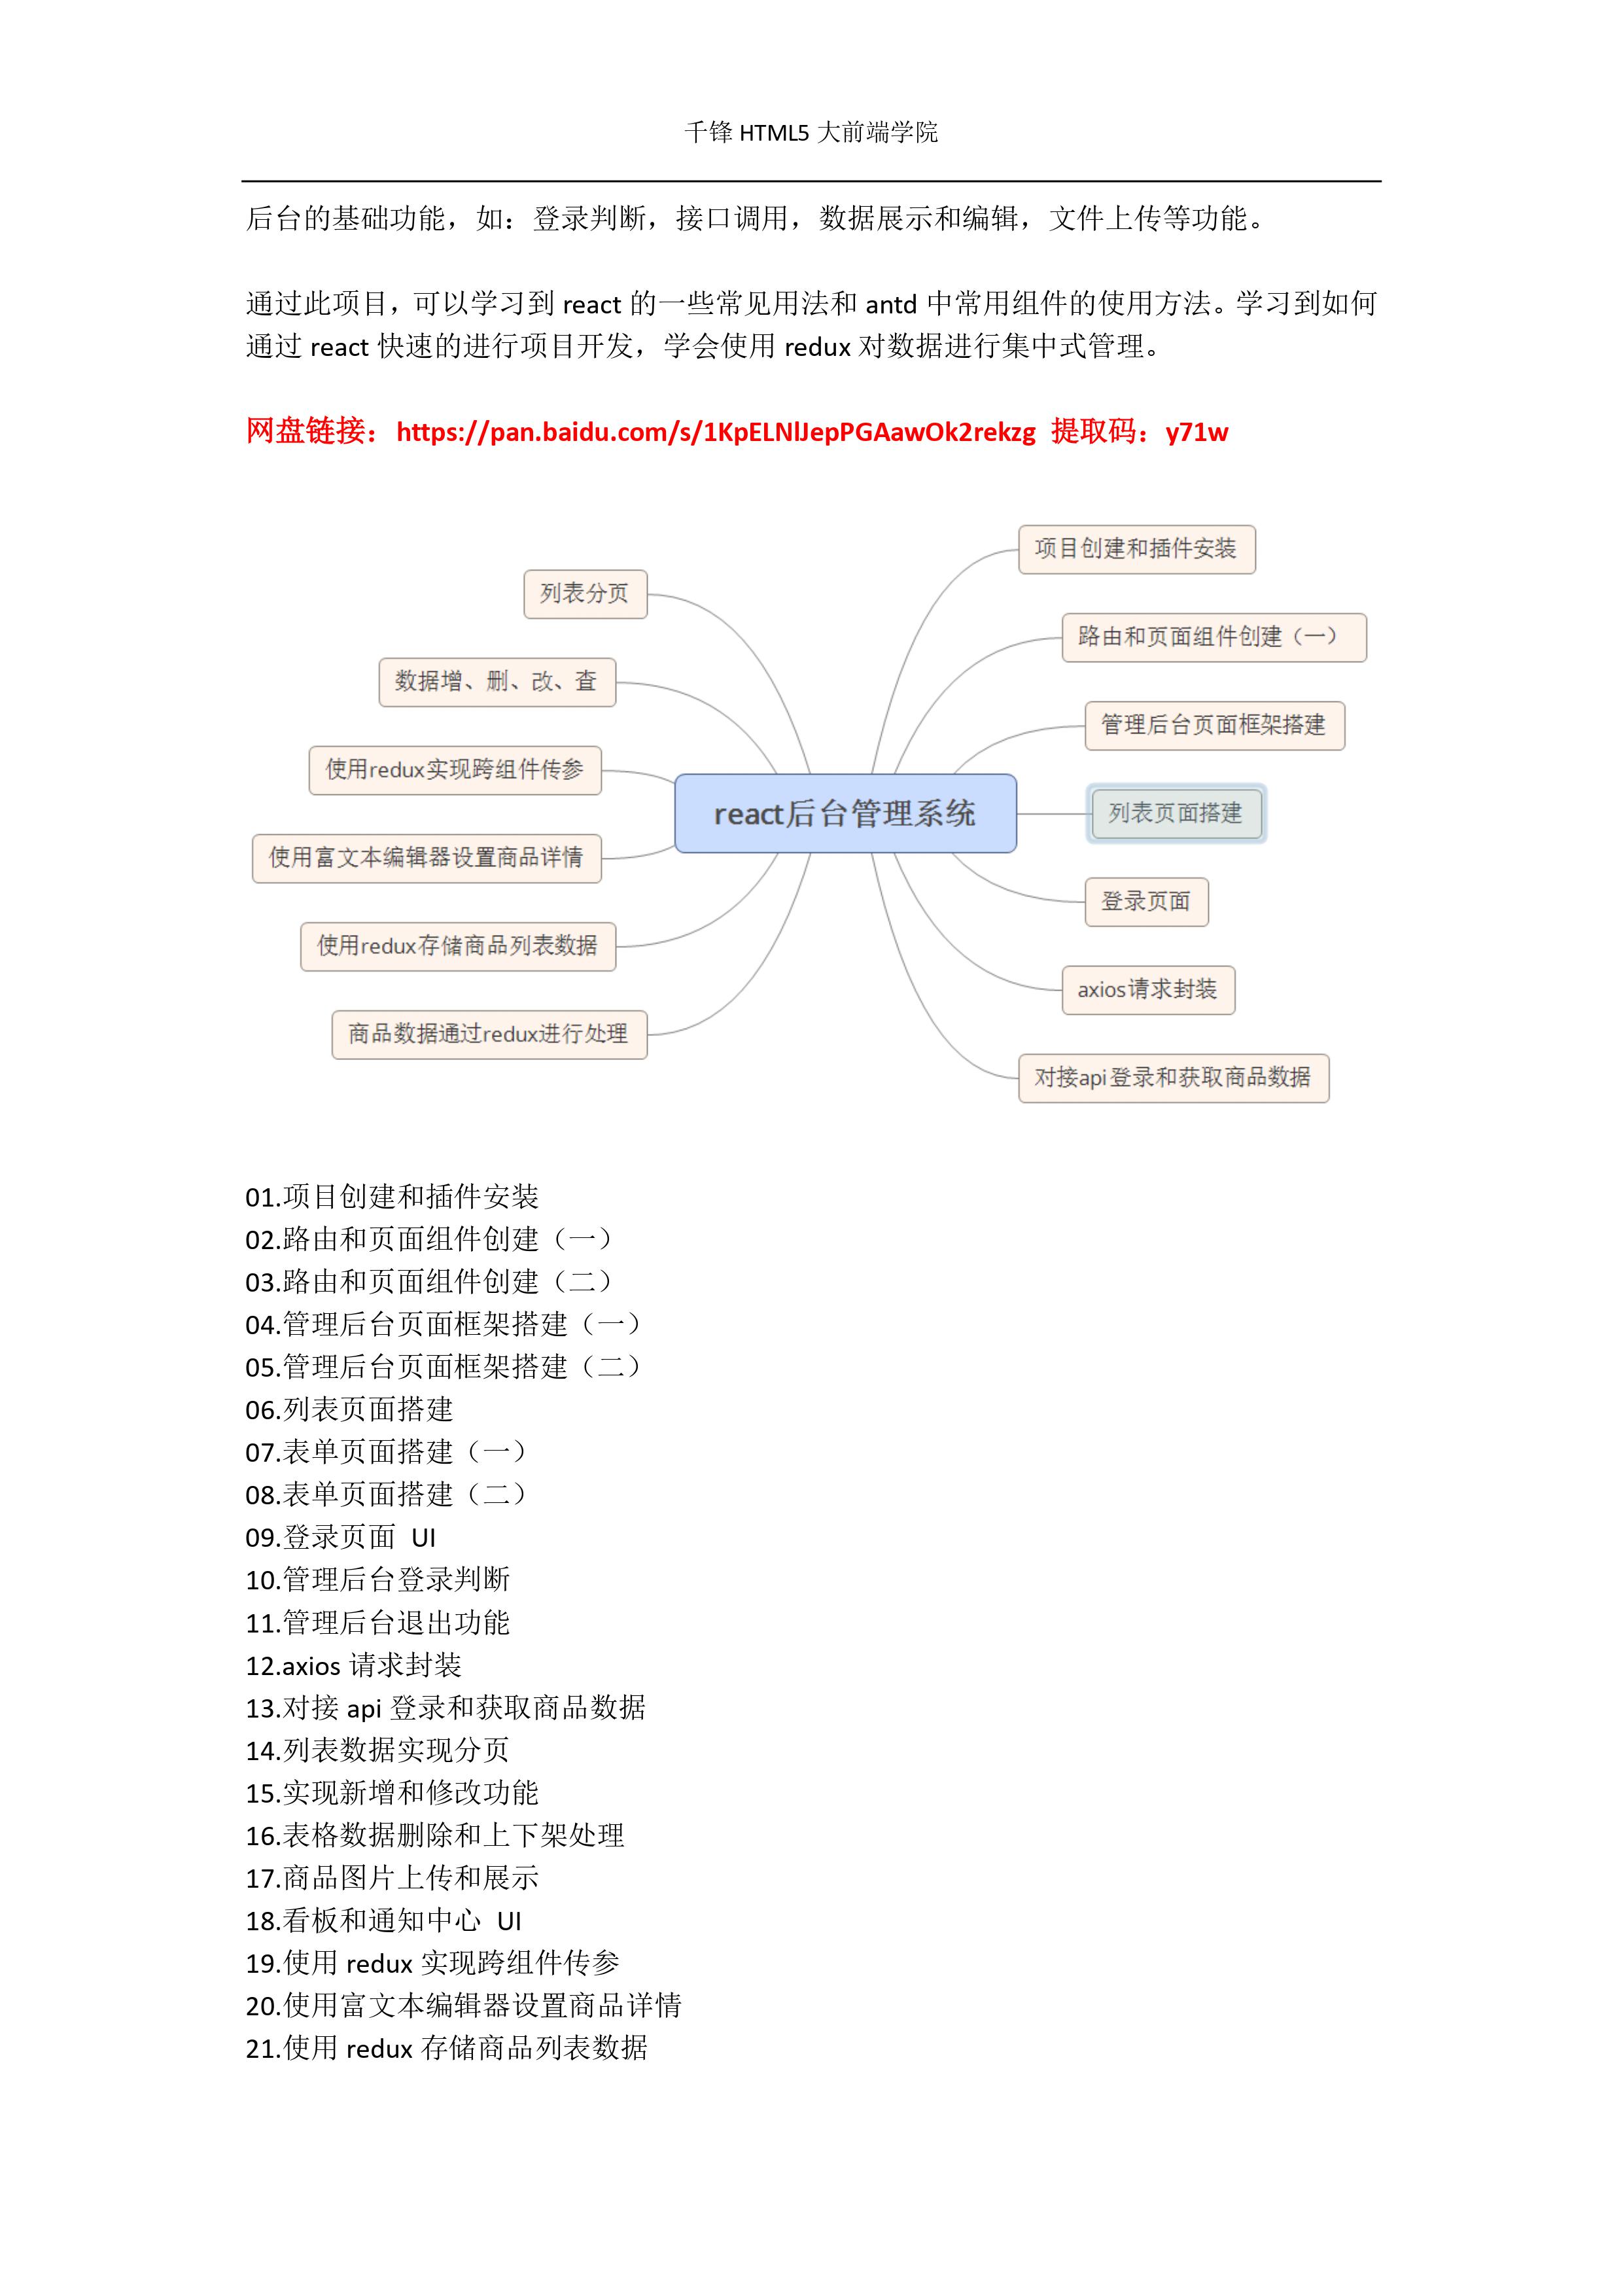 千锋 HTML5 大前端学院
后台的基础功能，如：登录判断，接口调用，数据展示和编辑，文件上传等功能。
通过此项目，可以学习到 react 的一些常见用法和 antd 中常用组件的使用方法。学习到如何
通过 react 快速的进行项目开发，学会使用 redux 对数据进行集中式管理。
网盘链接：https://pan.baidu.com/s/1KpELNlJepPGAawOk2rekzg 提取码：y71w
项目创建和插件安装
列表分页
路由和页面组件创建（一）
数据增、删、改、查
管理后台页面框架搭建
使用redux实现跨组件传参
react后台管理系统
列表页面搭建
使用富文本编辑器设置商品详情
登录页面
使用redux存储商品列表数据
axios请求封装
商品数据通过redux进行处理
对接api登录和获取商品数据
01.项目创建和插件安装
02.路由和页面组件创建（一）
03.路由和页面组件创建（二）
04.管理后台页面框架搭建（一）
05.管理后台页面框架搭建（二）
06.列表页面搭建
07.表单页面搭建（一）
08.表单页面搭建（二）
09.登录页面 UI
10.管理后台登录判断
11.管理后台退出功能
12.axios 请求封装
13.对接 api 登录和获取商品数据
14.列表数据实现分页
15.实现新增和修改功能
16.表格数据删除和上下架处理
17.商品图片上传和展示
18.看板和通知中心 UI
19.使用 redux 实现跨组件传参
20.使用富文本编辑器设置商品详情
21.使用 redux 存储商品列表数据